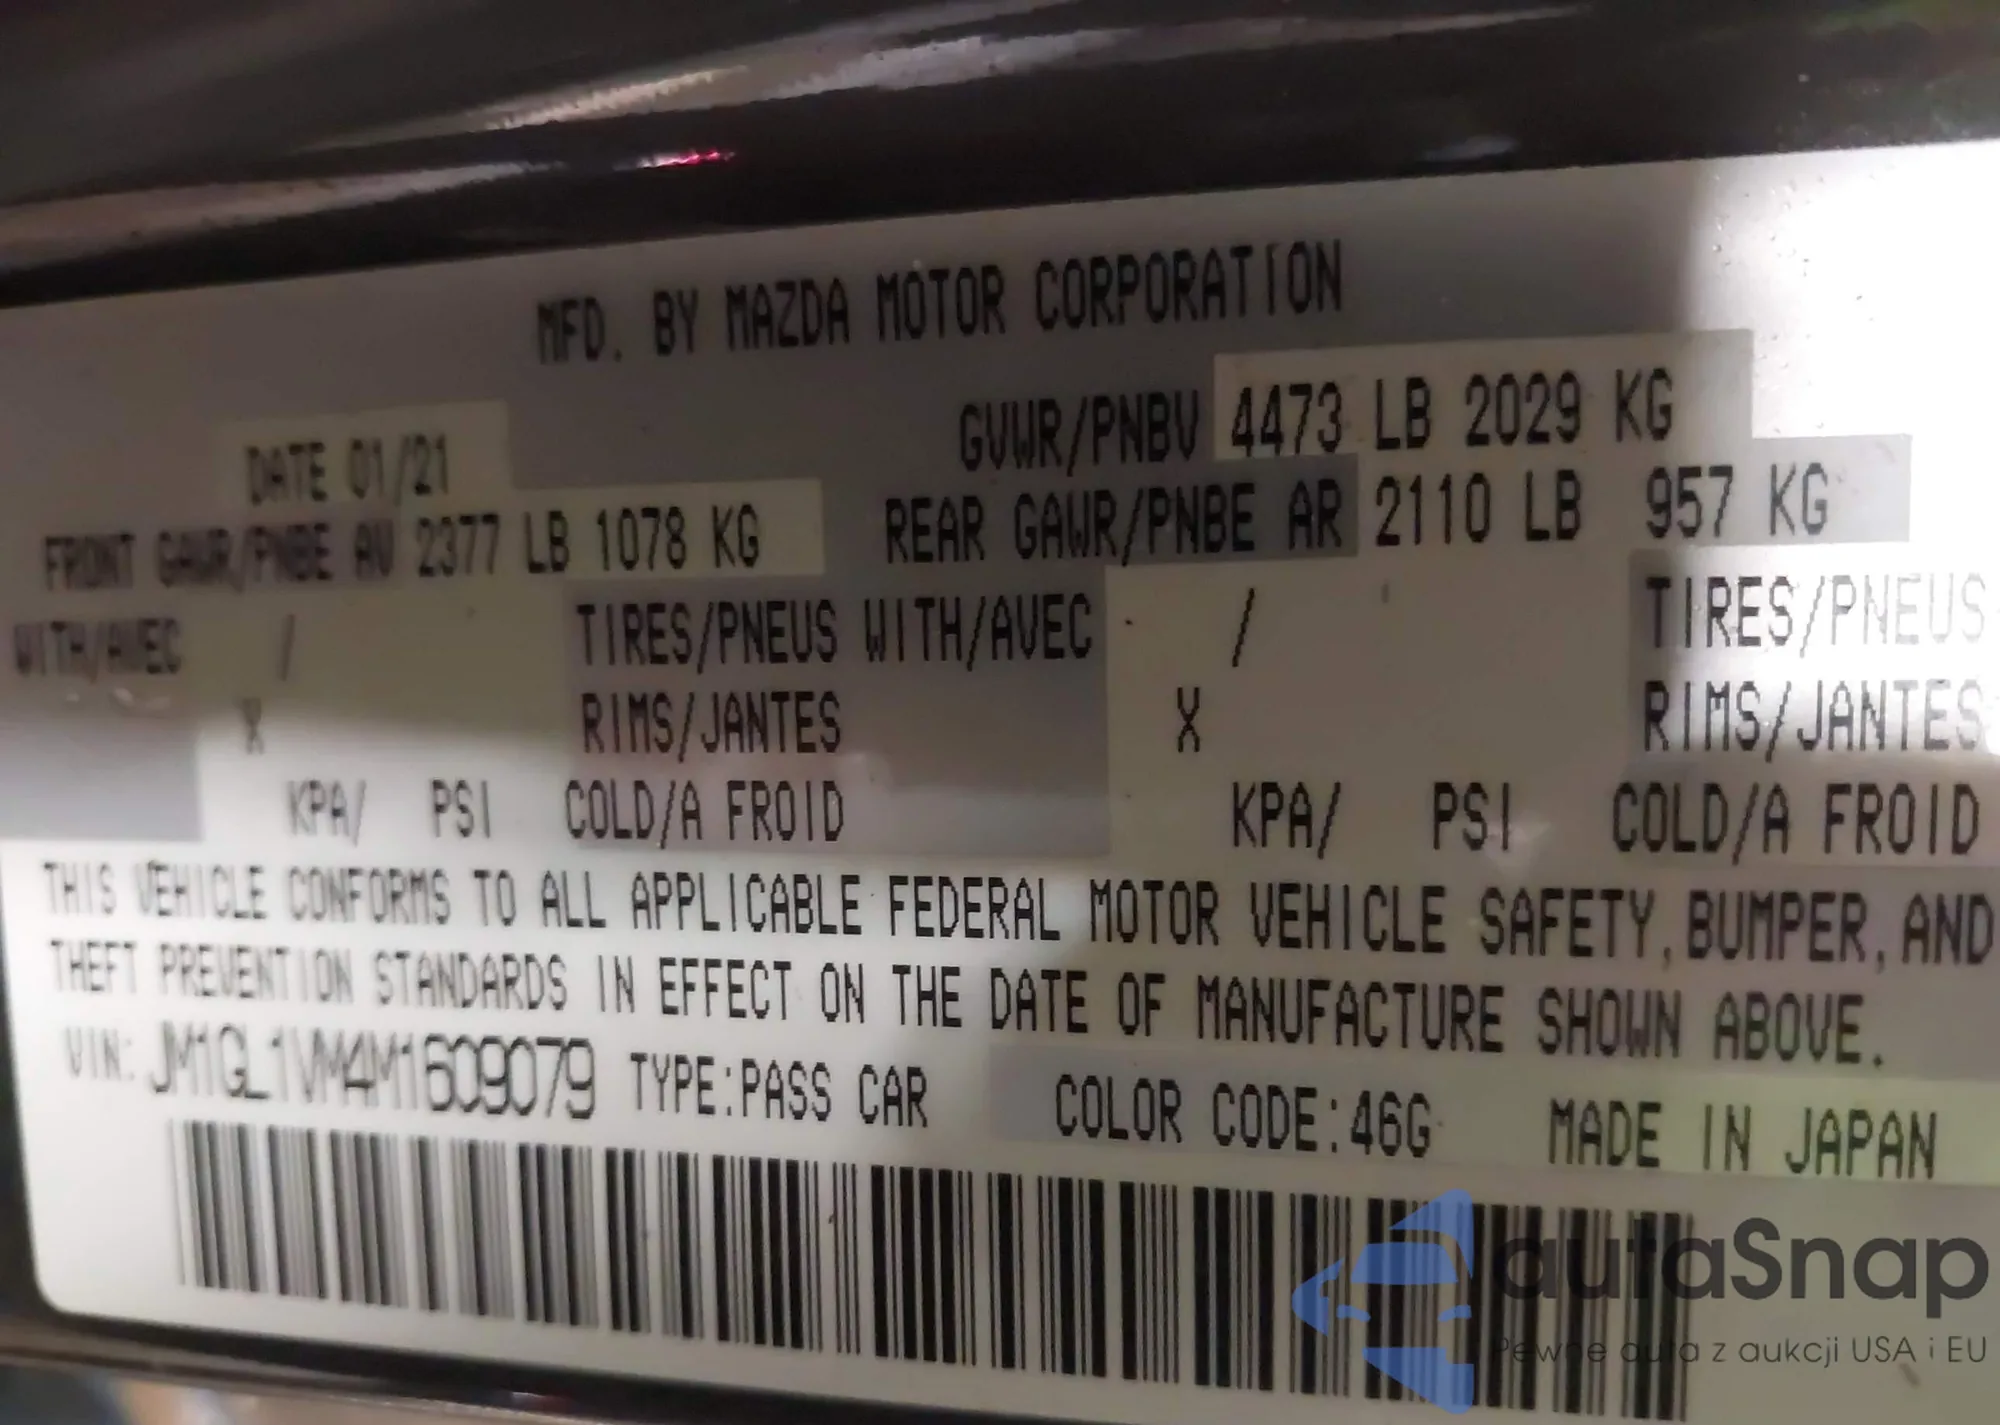 MFD. BY MAZDA MOTOR CORPORATION
DATE 01/21 GVWR/PNBV 4473 LB 2029 KG
FRONT GAWR/PNBE AV 2377 LB 1078 KG REAR GAWR/PNBE AR 2110 LB 957 KG
WITH/AVEC / TIRES/PNEUS WITH/AVEC / TIRES/PNEUS
X RIMS/JANTES X RIMS/JANTES
KPA/ PSI COLD/A FROID KPA/ PSI COLD/A FROID
THIS VEHICLE CONFORMS TO ALL APPLICABLE FEDERAL MOTOR VEHICLE SAFETY, BUMPER, AND
THEFT PREVENTION STANDARDS IN EFFECT ON THE DATE OF MANUFACTURE SHOWN ABOVE.
VIN: JM1GL1VM4M1609079 TYPE:PASS CAR COLOR CODE:46G MADE IN JAPAN
autaSnap
Pewne auta z aukcji USA i EU